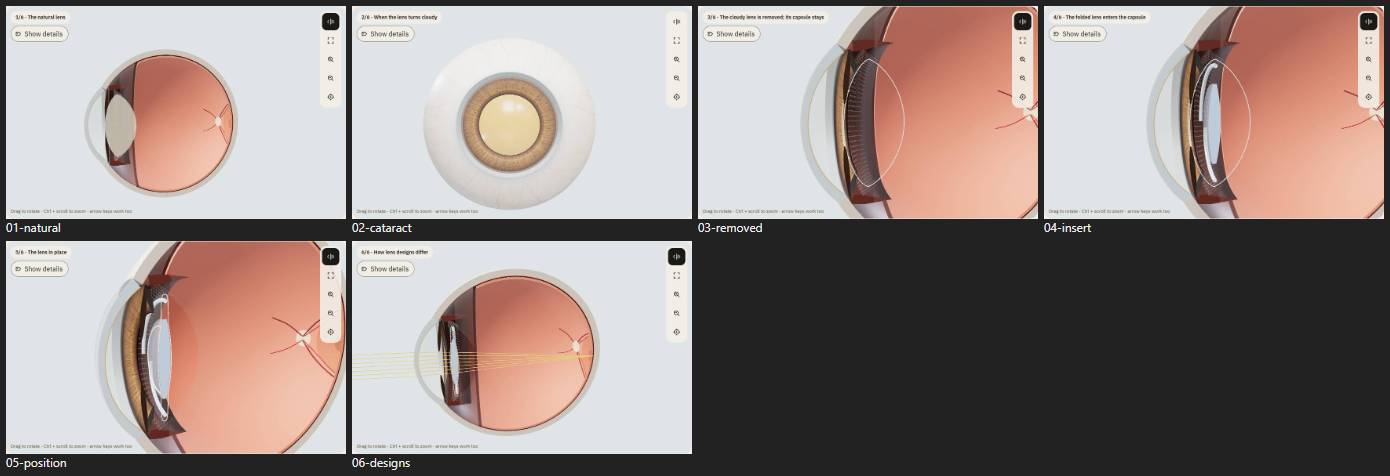 1/6 · The natural lens
Show details
Drag to rotate · Ctrl + scroll to zoom · arrow keys work too
01-natural
2/6 · When the lens turns cloudy
Show details
Drag to rotate · Ctrl + scroll to zoom · arrow keys work too
02-cataract
3/6 · The cloudy lens is removed; its capsule stays
Show details
Drag to rotate · Ctrl + scroll to zoom · arrow keys work too
03-removed
4/6 · The folded lens enters the capsule
Show details
Drag to rotate · Ctrl + scroll to zoom · arrow keys work too
04-insert
5/6 · The lens in place
Show details
Drag to rotate · Ctrl + scroll to zoom · arrow keys work too
05-position
6/6 · How lens designs differ
Show details
Drag to rotate · Ctrl + scroll to zoom · arrow keys work too
06-designs